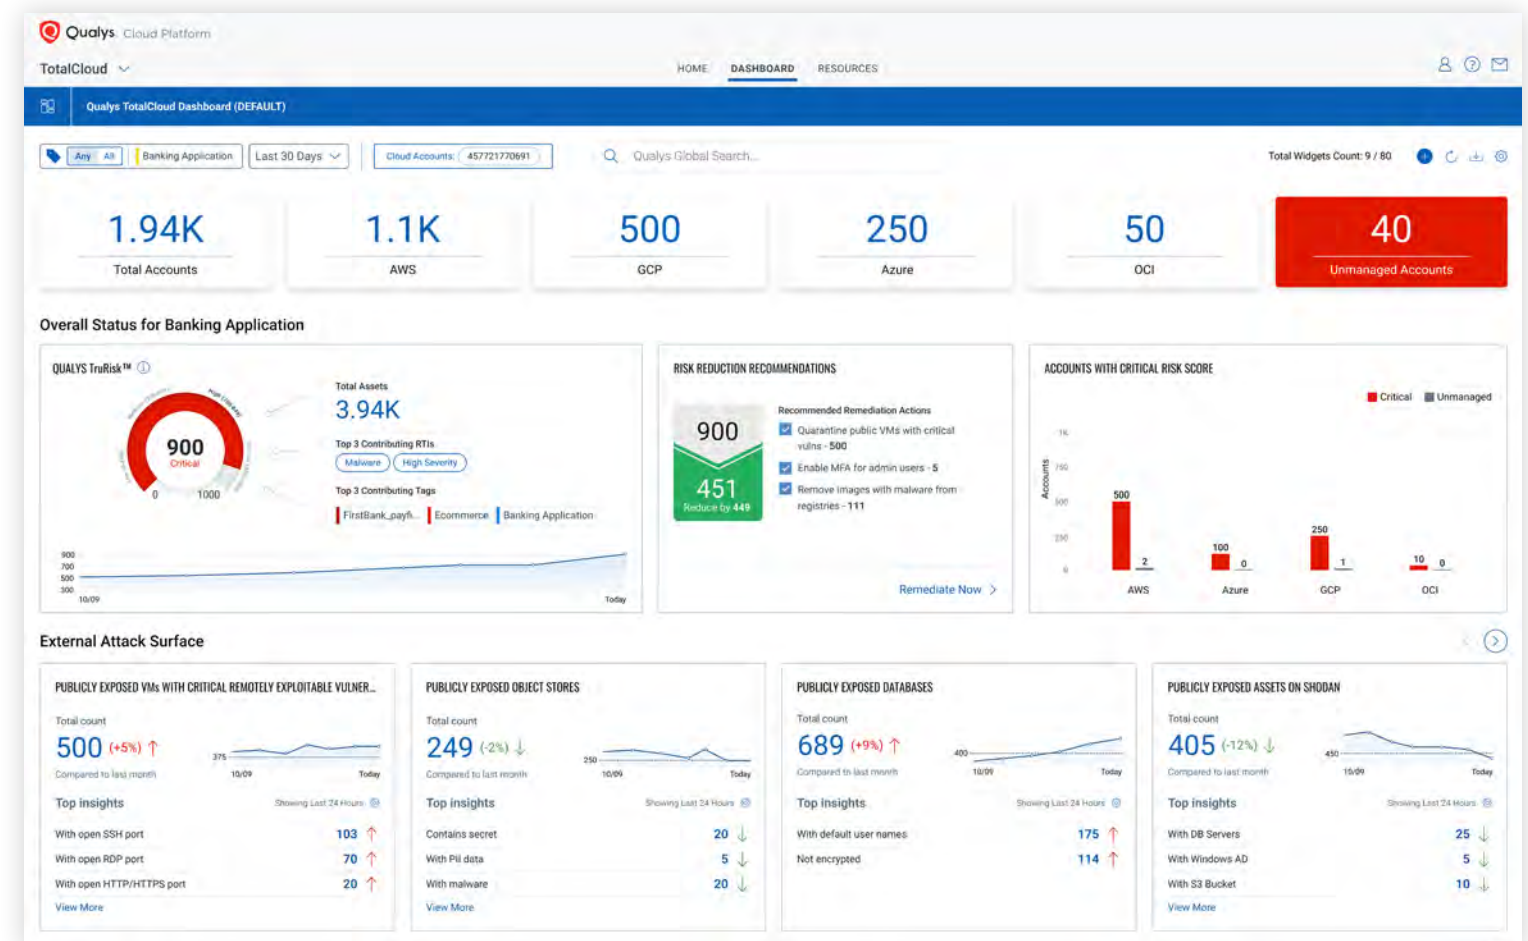 Qualys. Cloud Platform
TotalCloud
HOME DASHBOARD RESOURCES
Qualys TotalCloud Dashboard (DEFAULT)
Any All Banking Application Last 30 Days Cloud Accounts: 457721770691 Qualys Global Search... Total Widgets Count: 9 / 80
1.94K 1.1K 500 250 50 40
Total Accounts AWS GCP Azure OCI Unmanaged Accounts
Overall Status for Banking Application
QUALYS TruRisk™
900
Critical
0 1000
Total Assets
3.94K
Top 3 Contributing RTIs
Malware High Severity
Top 3 Contributing Tags
FirstBank_payfi... Ecommerce Banking Application
900
700
500
300
10/09 Today
RISK REDUCTION RECOMMENDATIONS
900
451
Reduce by 449
Recommended Remediation Actions
Quarantine public VMs with critical
vulns - 500
Enable MFA for admin users - 5
Remove images with malware from
registries - 111
Remediate Now >
ACCOUNTS WITH CRITICAL RISK SCORE
Critical Unmanaged
Accounts
1K
750
500
250
0
500 2 100 0 250 1 10 0
AWS Azure GCP OCI
External Attack Surface
PUBLICLY EXPOSED VMs WITH CRITICAL REMOTELY EXPLOITABLE VULNER...
Total count
500 (+5%) ↑
Compared to last month
375
10/09 Today
Top insights Showing Last 24 Hours
With open SSH port 103 ↑
With open RDP port 70 ↑
With open HTTP/HTTPS port 20 ↑
View More
PUBLICLY EXPOSED OBJECT STORES
Total count
249 (-2%) ↓
Compared to last month
250
10/09 Today
Top insights Showing Last 24 Hours
Contains secret 20 ↓
With PII data 5 ↓
With malware 20 ↓
View More
PUBLICLY EXPOSED DATABASES
Total count
689 (+9%) ↑
Compared to last month
400
10/09 Today
Top insights Showing Last 24 Hours
With default user names 175 ↑
Not encrypted 114 ↑
PUBLICLY EXPOSED ASSETS ON SHODAN
Total count
405 (-12%) ↓
Compared to last month
450
10/09 Today
Top insights Showing Last 24 Hours
With DB Servers 25 ↓
With Windows AD 5 ↓
With S3 Bucket 10 ↓
View More